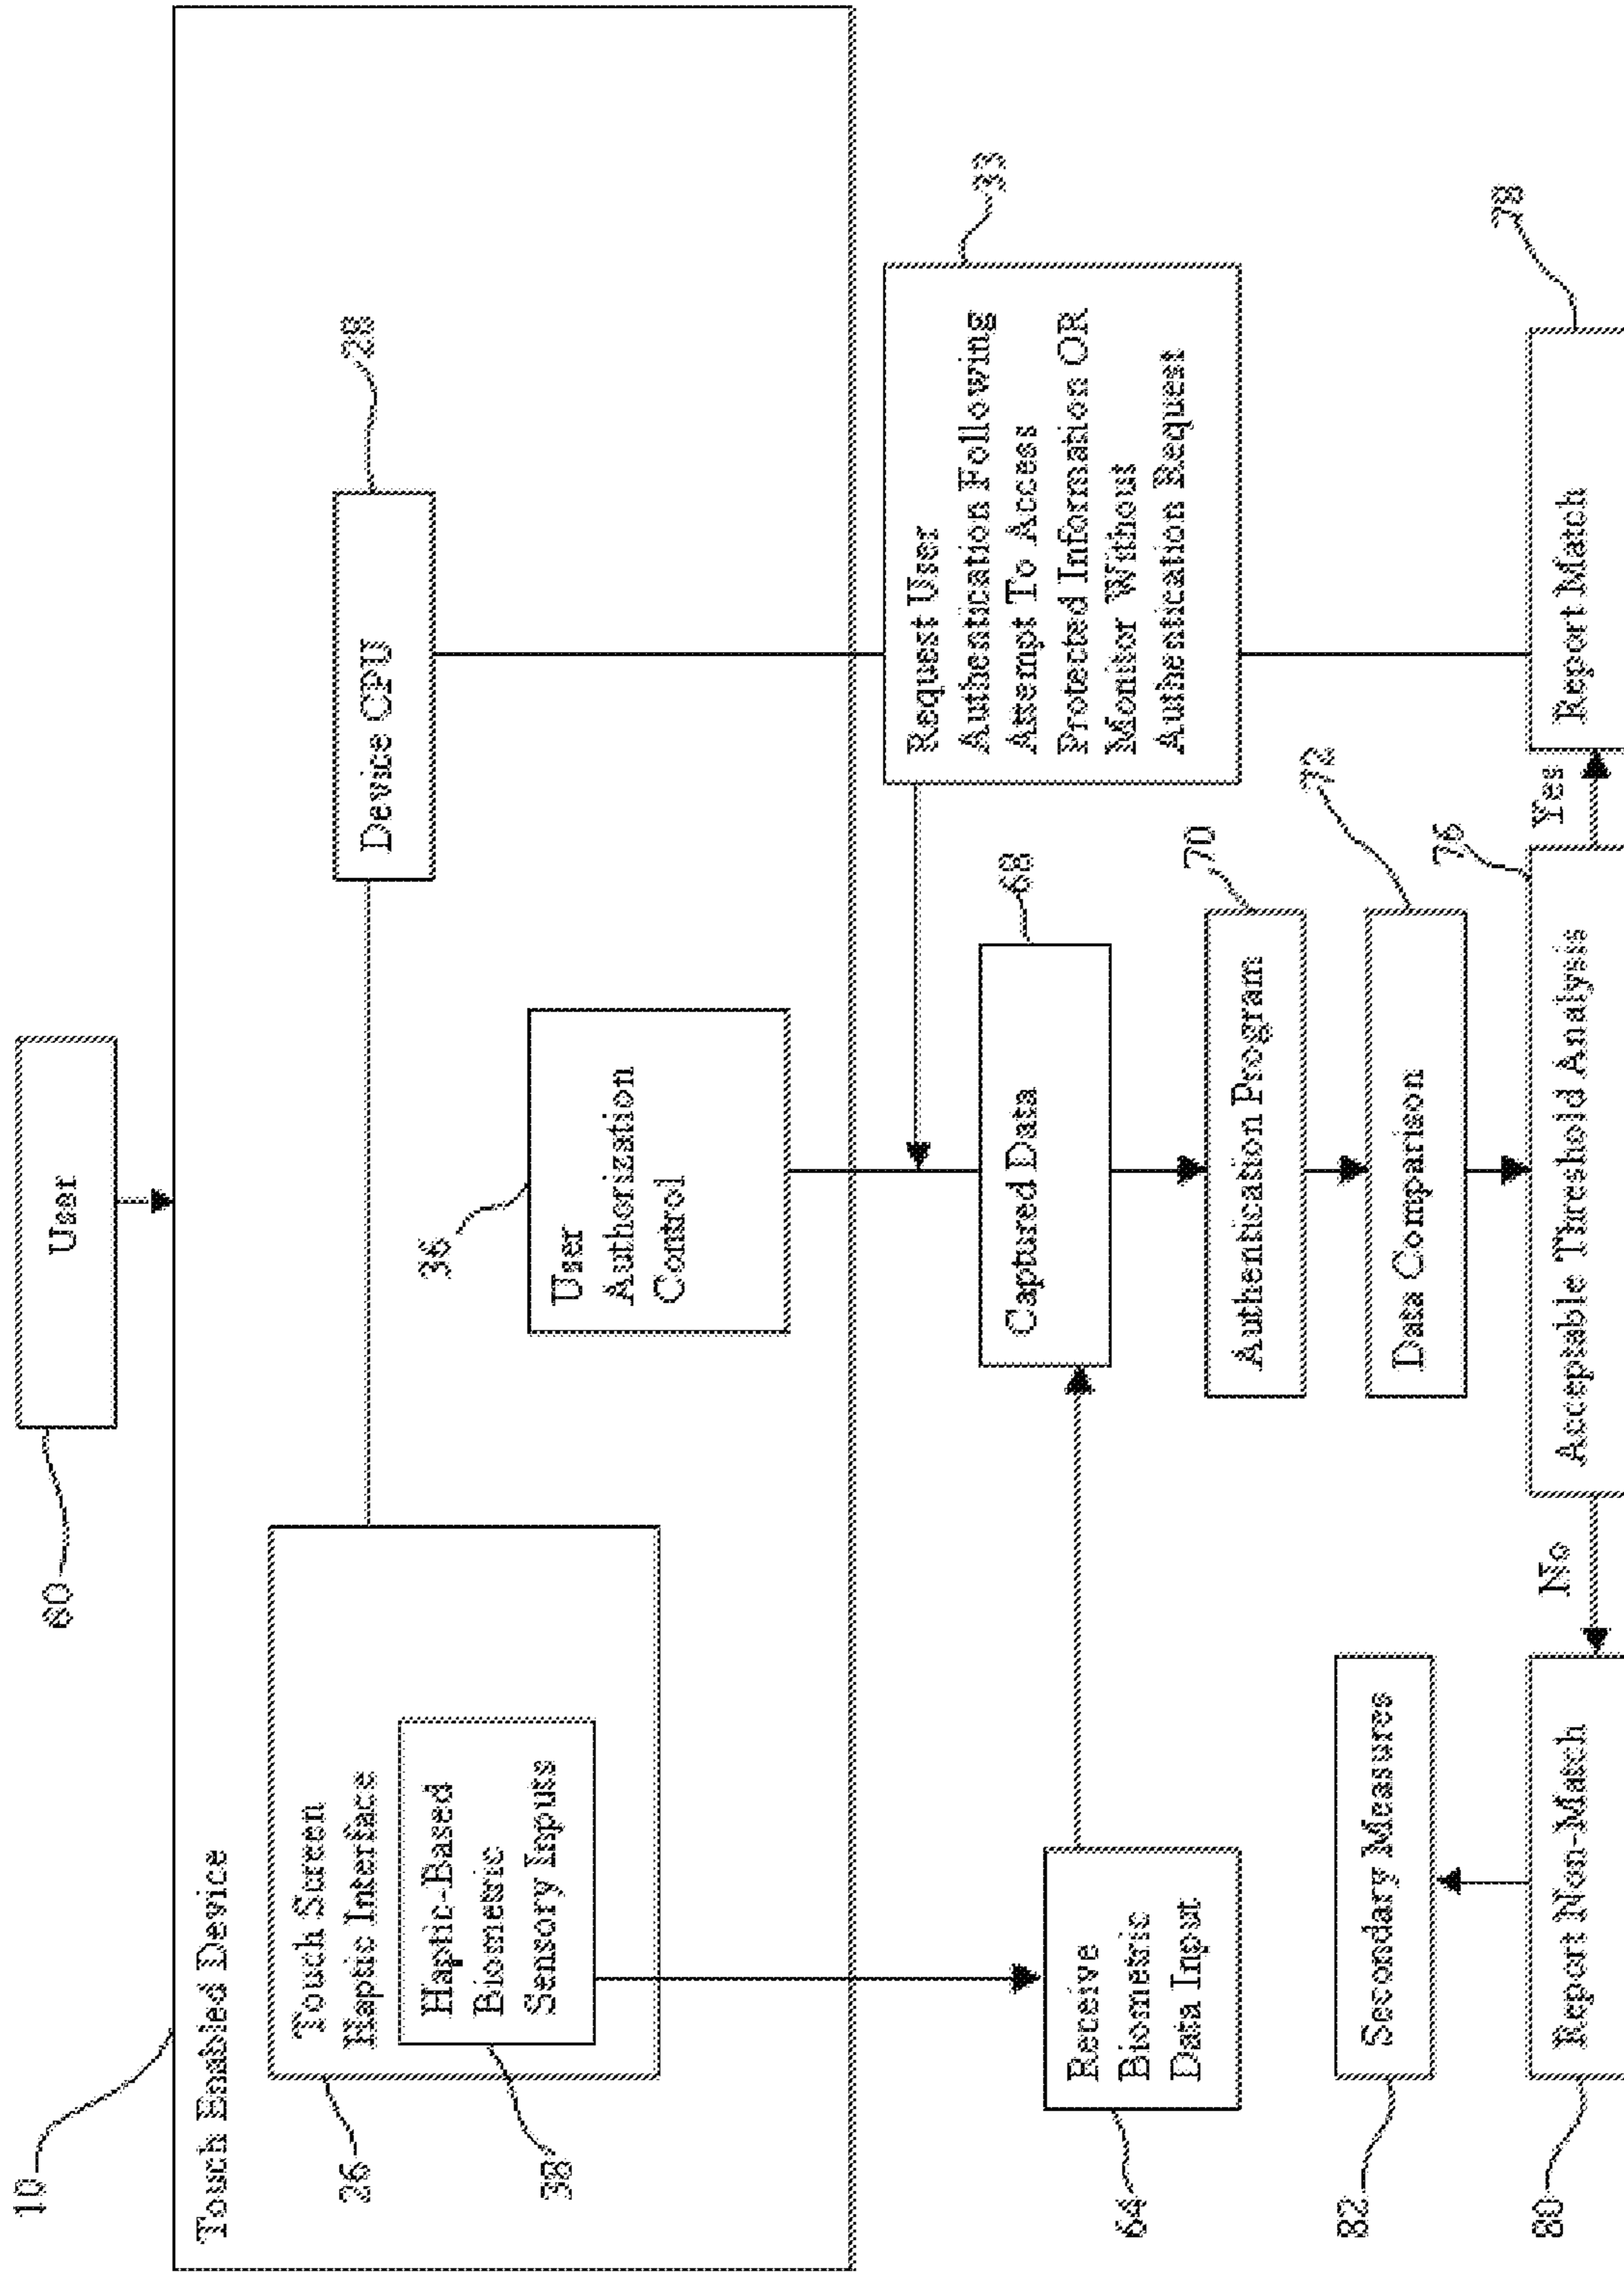 10
60
User
Touch Enabled Device
26
Touch Screen
Haptic Interface
38
Haptic-Based
Biometric
Sensory Inputs
28
Device CPU
36
User
Authorization
Control
33
Request User
Authentication Following
Attempt To Access
Protected Information OR
Monitor Without
Authentication Request
68
Captured Data
64
Receive
Biometric
Data Input
70
Authentication Program
72
Data Comparison
82
Secondary Measures
76
78
80
Report Non-Match
No
Acceptable Threshold Analysis
Yes
Report Match